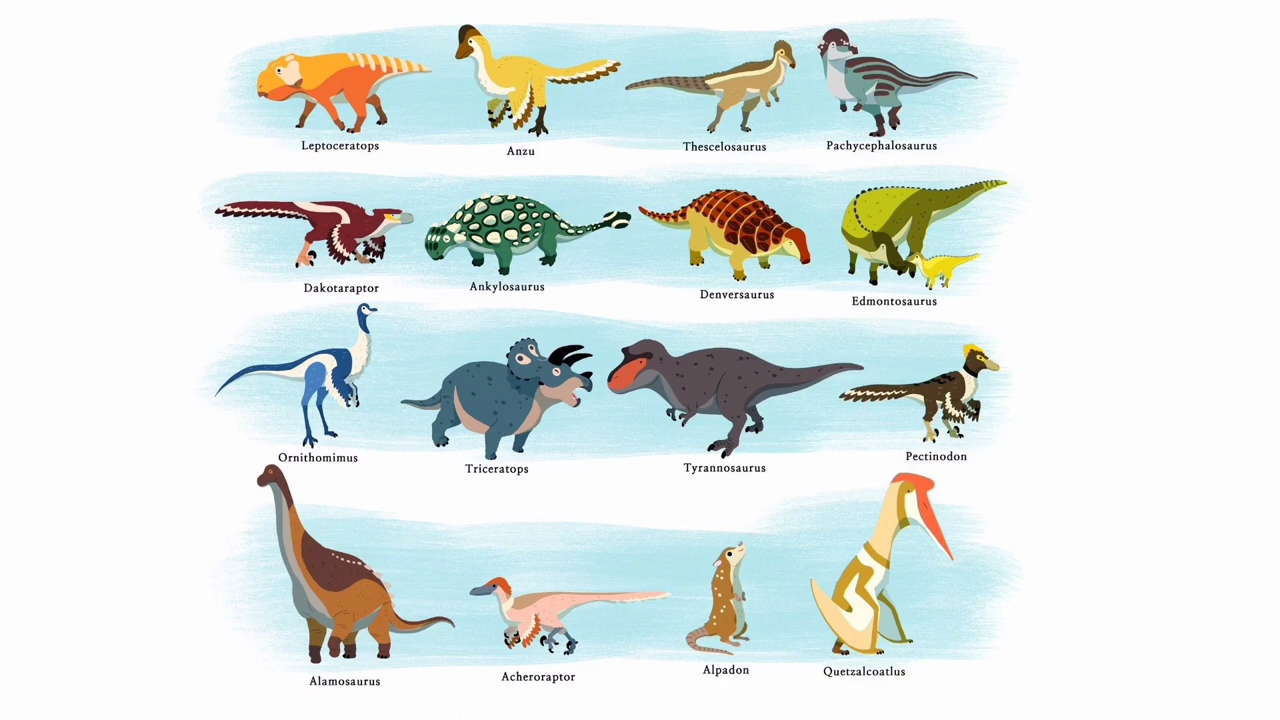 Leptoceratops
Anzu
Thescelosaurus
Pachycephalosaurus
Dakotaraptor
Ankylosaurus
Denversaurus
Edmontosaurus
Ornithomimus
Triceratops
Tyrannosaurus
Pectinodon
Alamosaurus
Acheroraptor
Alpadon
Quetzalcoatlus